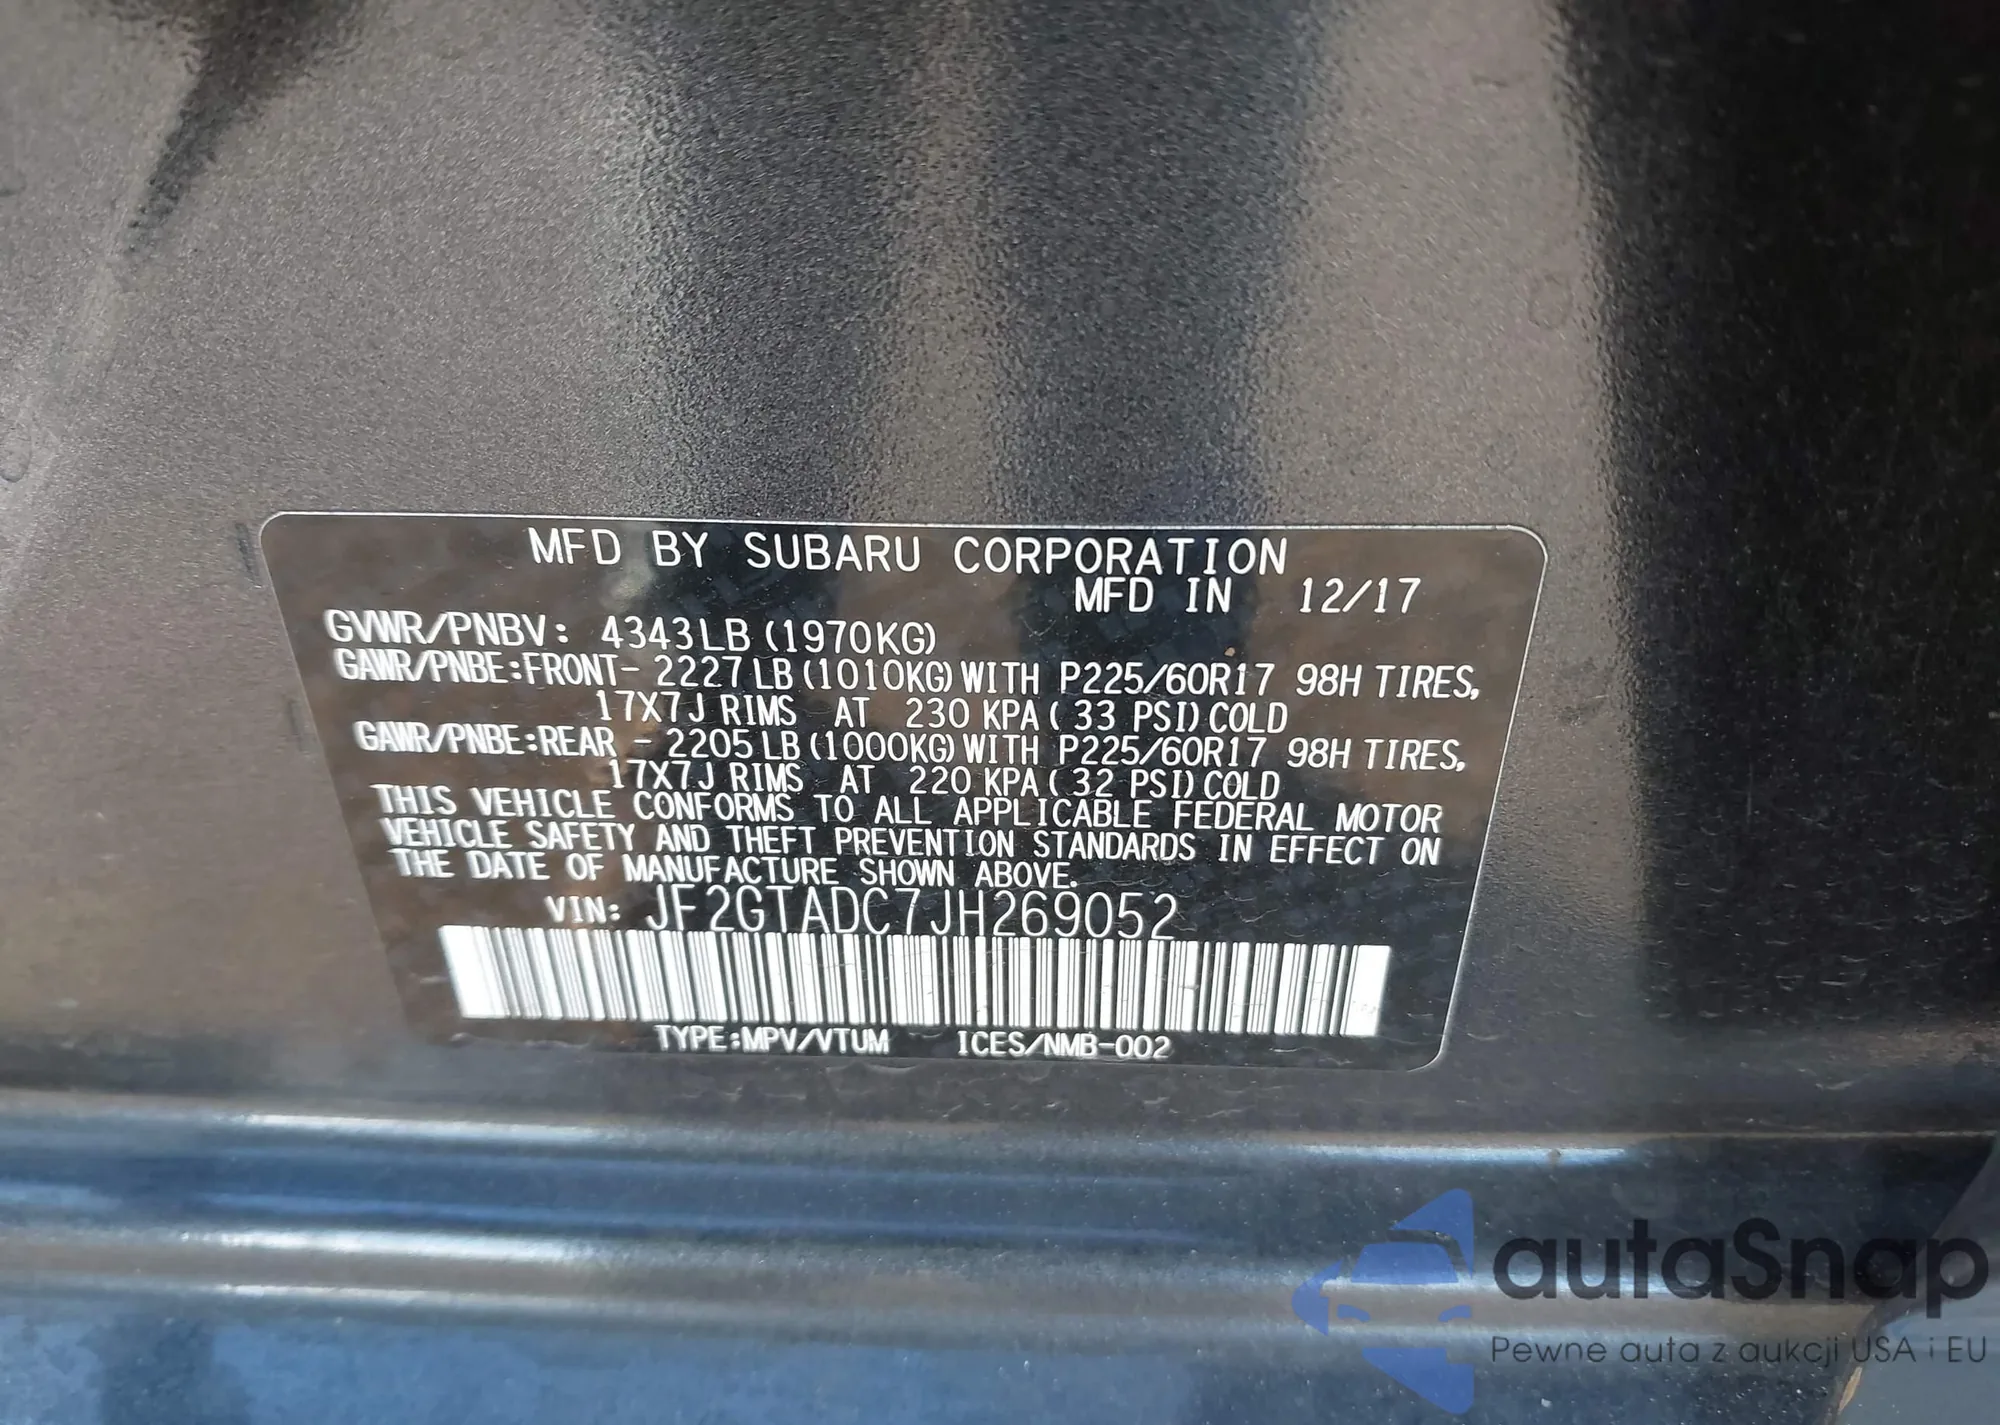 MFD BY SUBARU CORPORATION
MFD IN 12/17
GVWR/PNBV: 4343LB (1970KG)
GAWR/PNBE:FRONT- 2227LB (1010KG) WITH P225/60R17 98H TIRES,
17X7J RIMS AT 230 KPA ( 33 PSI) COLD
GAWR/PNBE:REAR - 2205LB (1000KG) WITH P225/60R17 98H TIRES,
17X7J RIMS AT 220 KPA ( 32 PSI) COLD
THIS VEHICLE CONFORMS TO ALL APPLICABLE FEDERAL MOTOR
VEHICLE SAFETY AND THEFT PREVENTION STANDARDS IN EFFECT ON
THE DATE OF MANUFACTURE SHOWN ABOVE.
VIN: JF2GTADC7JH269052
TYPE:MPV/VTUM ICES/NMB-002
autaSnap
Pewne auta z aukcji USA i EU